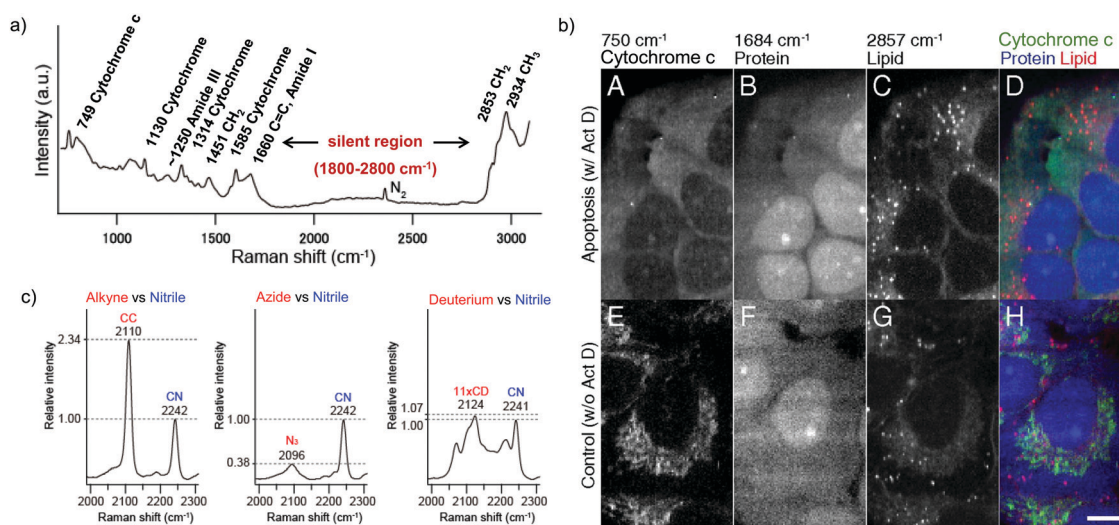 a)
749 Cytochrome c
1130 Cytochrome
~1250 Amide III
1314 Cytochrome
1451 CH2
1585 Cytochrome
1660 C=C, Amide I
silent region
(1800-2800 cm-1)
2853 CH2
2934 CH3
N2
Intensity (a.u.)
1000
1500
2000
2500
3000
Raman shift (cm-1)
b)
750 cm-1
Cytochrome c
1684 cm-1
Protein
2857 cm-1
Lipid
Cytochrome c
Protein Lipid
Apoptosis (w/ Act D)
A
B
C
D
Control (w/o Act D)
E
F
G
H
c)
Alkyne vs Nitrile
CC
2110
2.34
CN
2242
1.00
Relative intensity
2000
2100
2200
2300
Raman shift (cm-1)
Azide vs Nitrile
CN
2242
1.00
N3
2096
0.38
Relative intensity
2000
2100
2200
2300
Raman shift (cm-1)
Deuterium vs Nitrile
11xCD
2124
CN
2241
1.07
1.00
Relative intensity
2000
2100
2200
2300
Raman shift (cm-1)